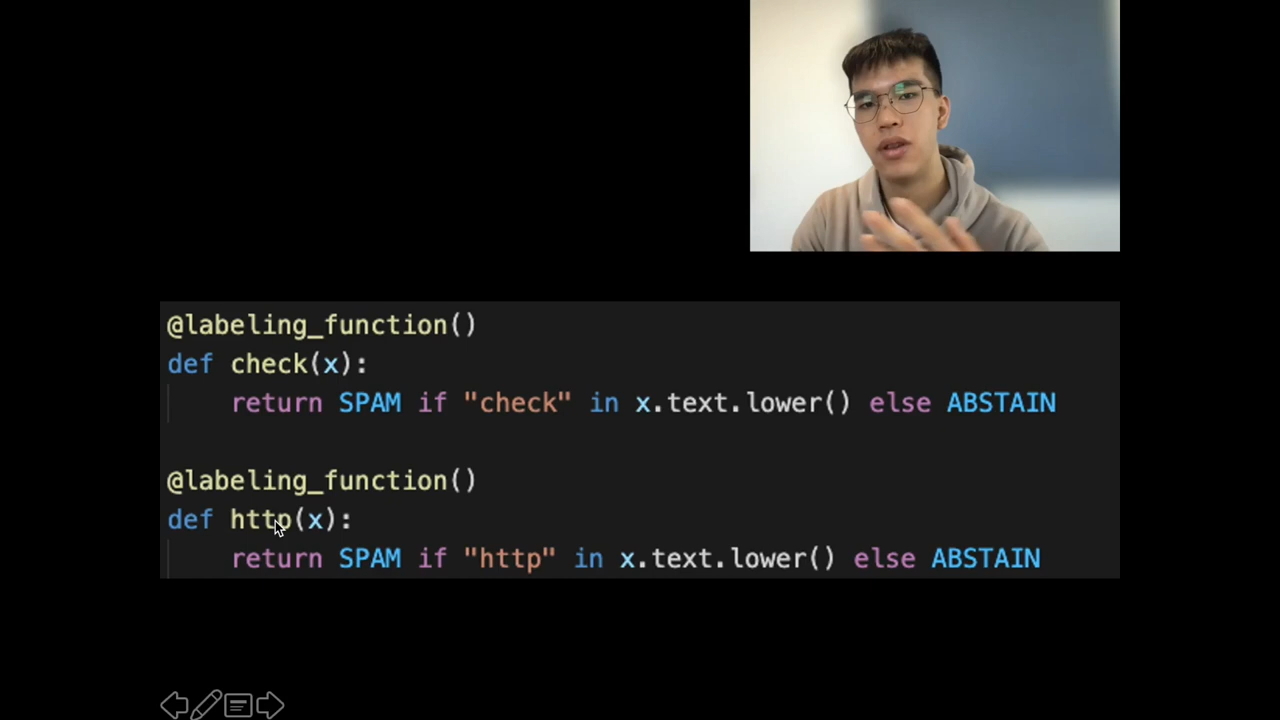 @labeling_function()
def check(x):
    return SPAM if "check" in x.text.lower() else ABSTAIN
@labeling_function()
def http(x):
    return SPAM if "http" in x.text.lower() else ABSTAIN